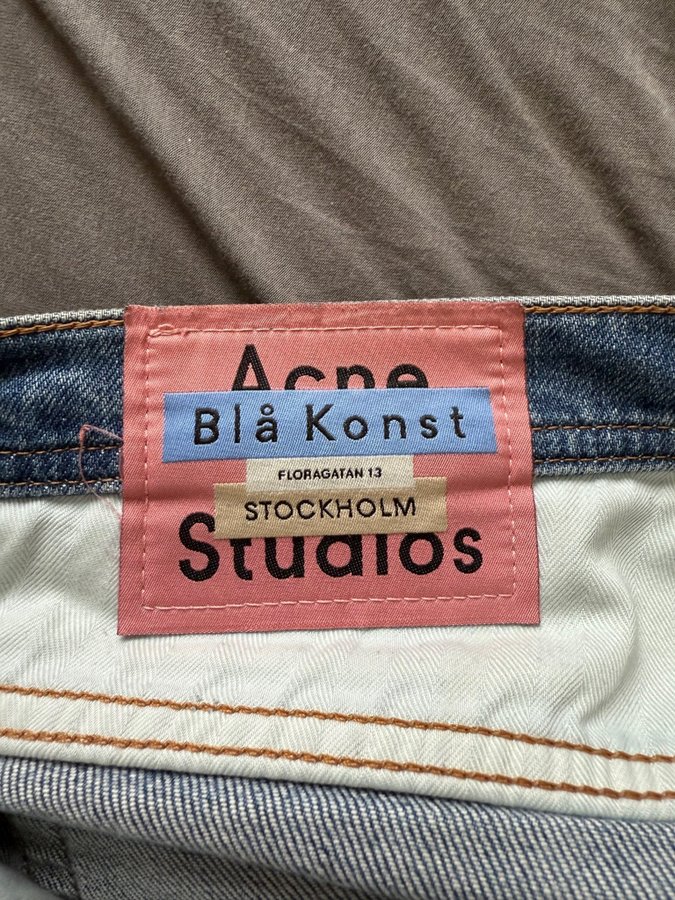 Acne
Blå Konst
FLORAGATAN 13
STOCKHOLM
Studios